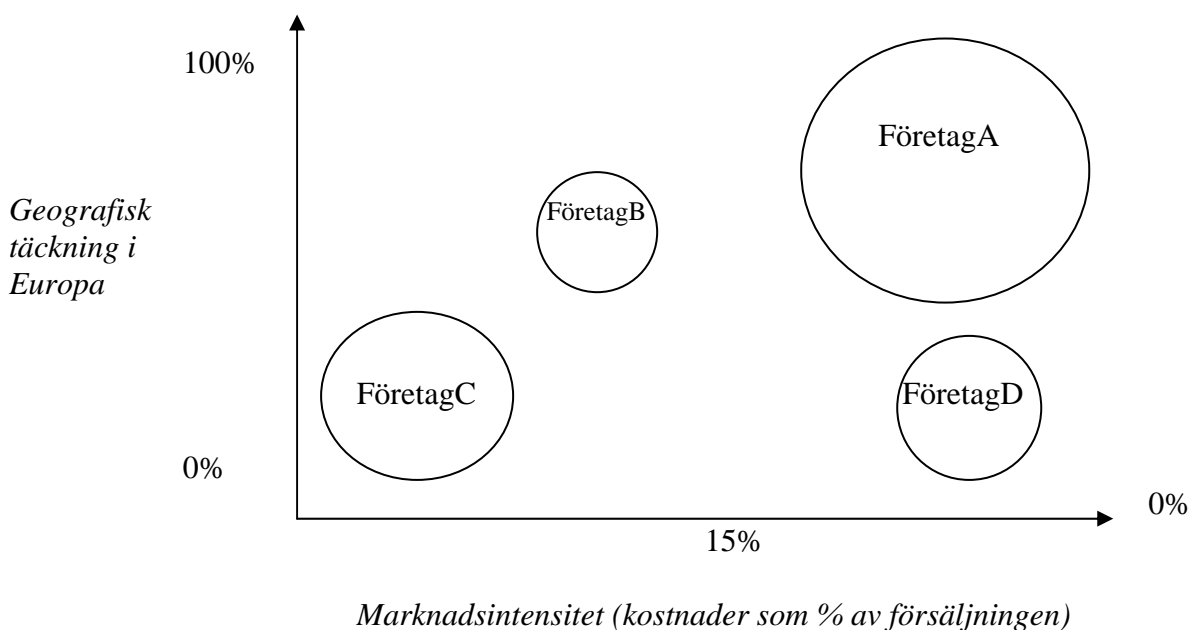 100%
FöretagA
Geografisk
täckning i
Europa
FöretagB
FöretagC
FöretagD
0%
0%
15%
Marknadsintensitet (kostnader som % av försäljningen)